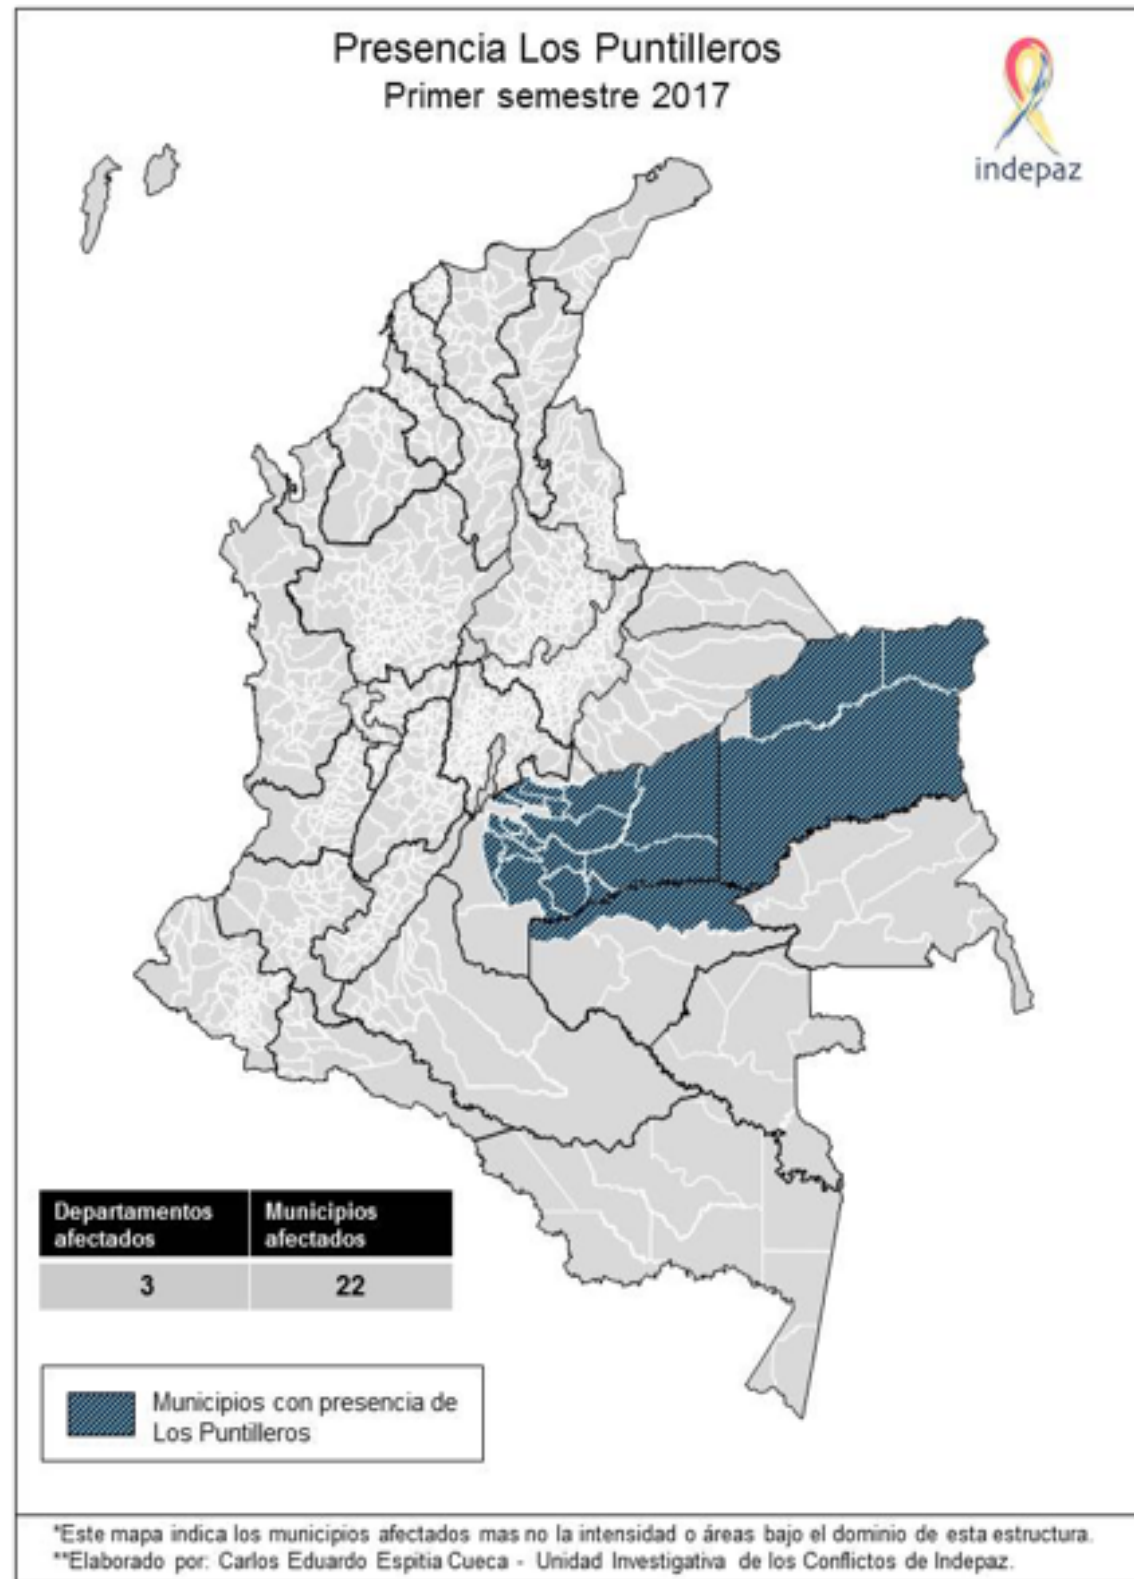 Presencia Los Puntilleros
Primer semestre 2017
indepaz
Departamentos afectados
Municipios afectados
3
22
Municipios con presencia de
Los Puntilleros
*Este mapa indica los municipios afectados mas no la intensidad o áreas bajo el dominio de esta estructura.
**Elaborado por: Carlos Eduardo Espitia Cueca - Unidad Investigativa de los Conflictos de Indepaz.